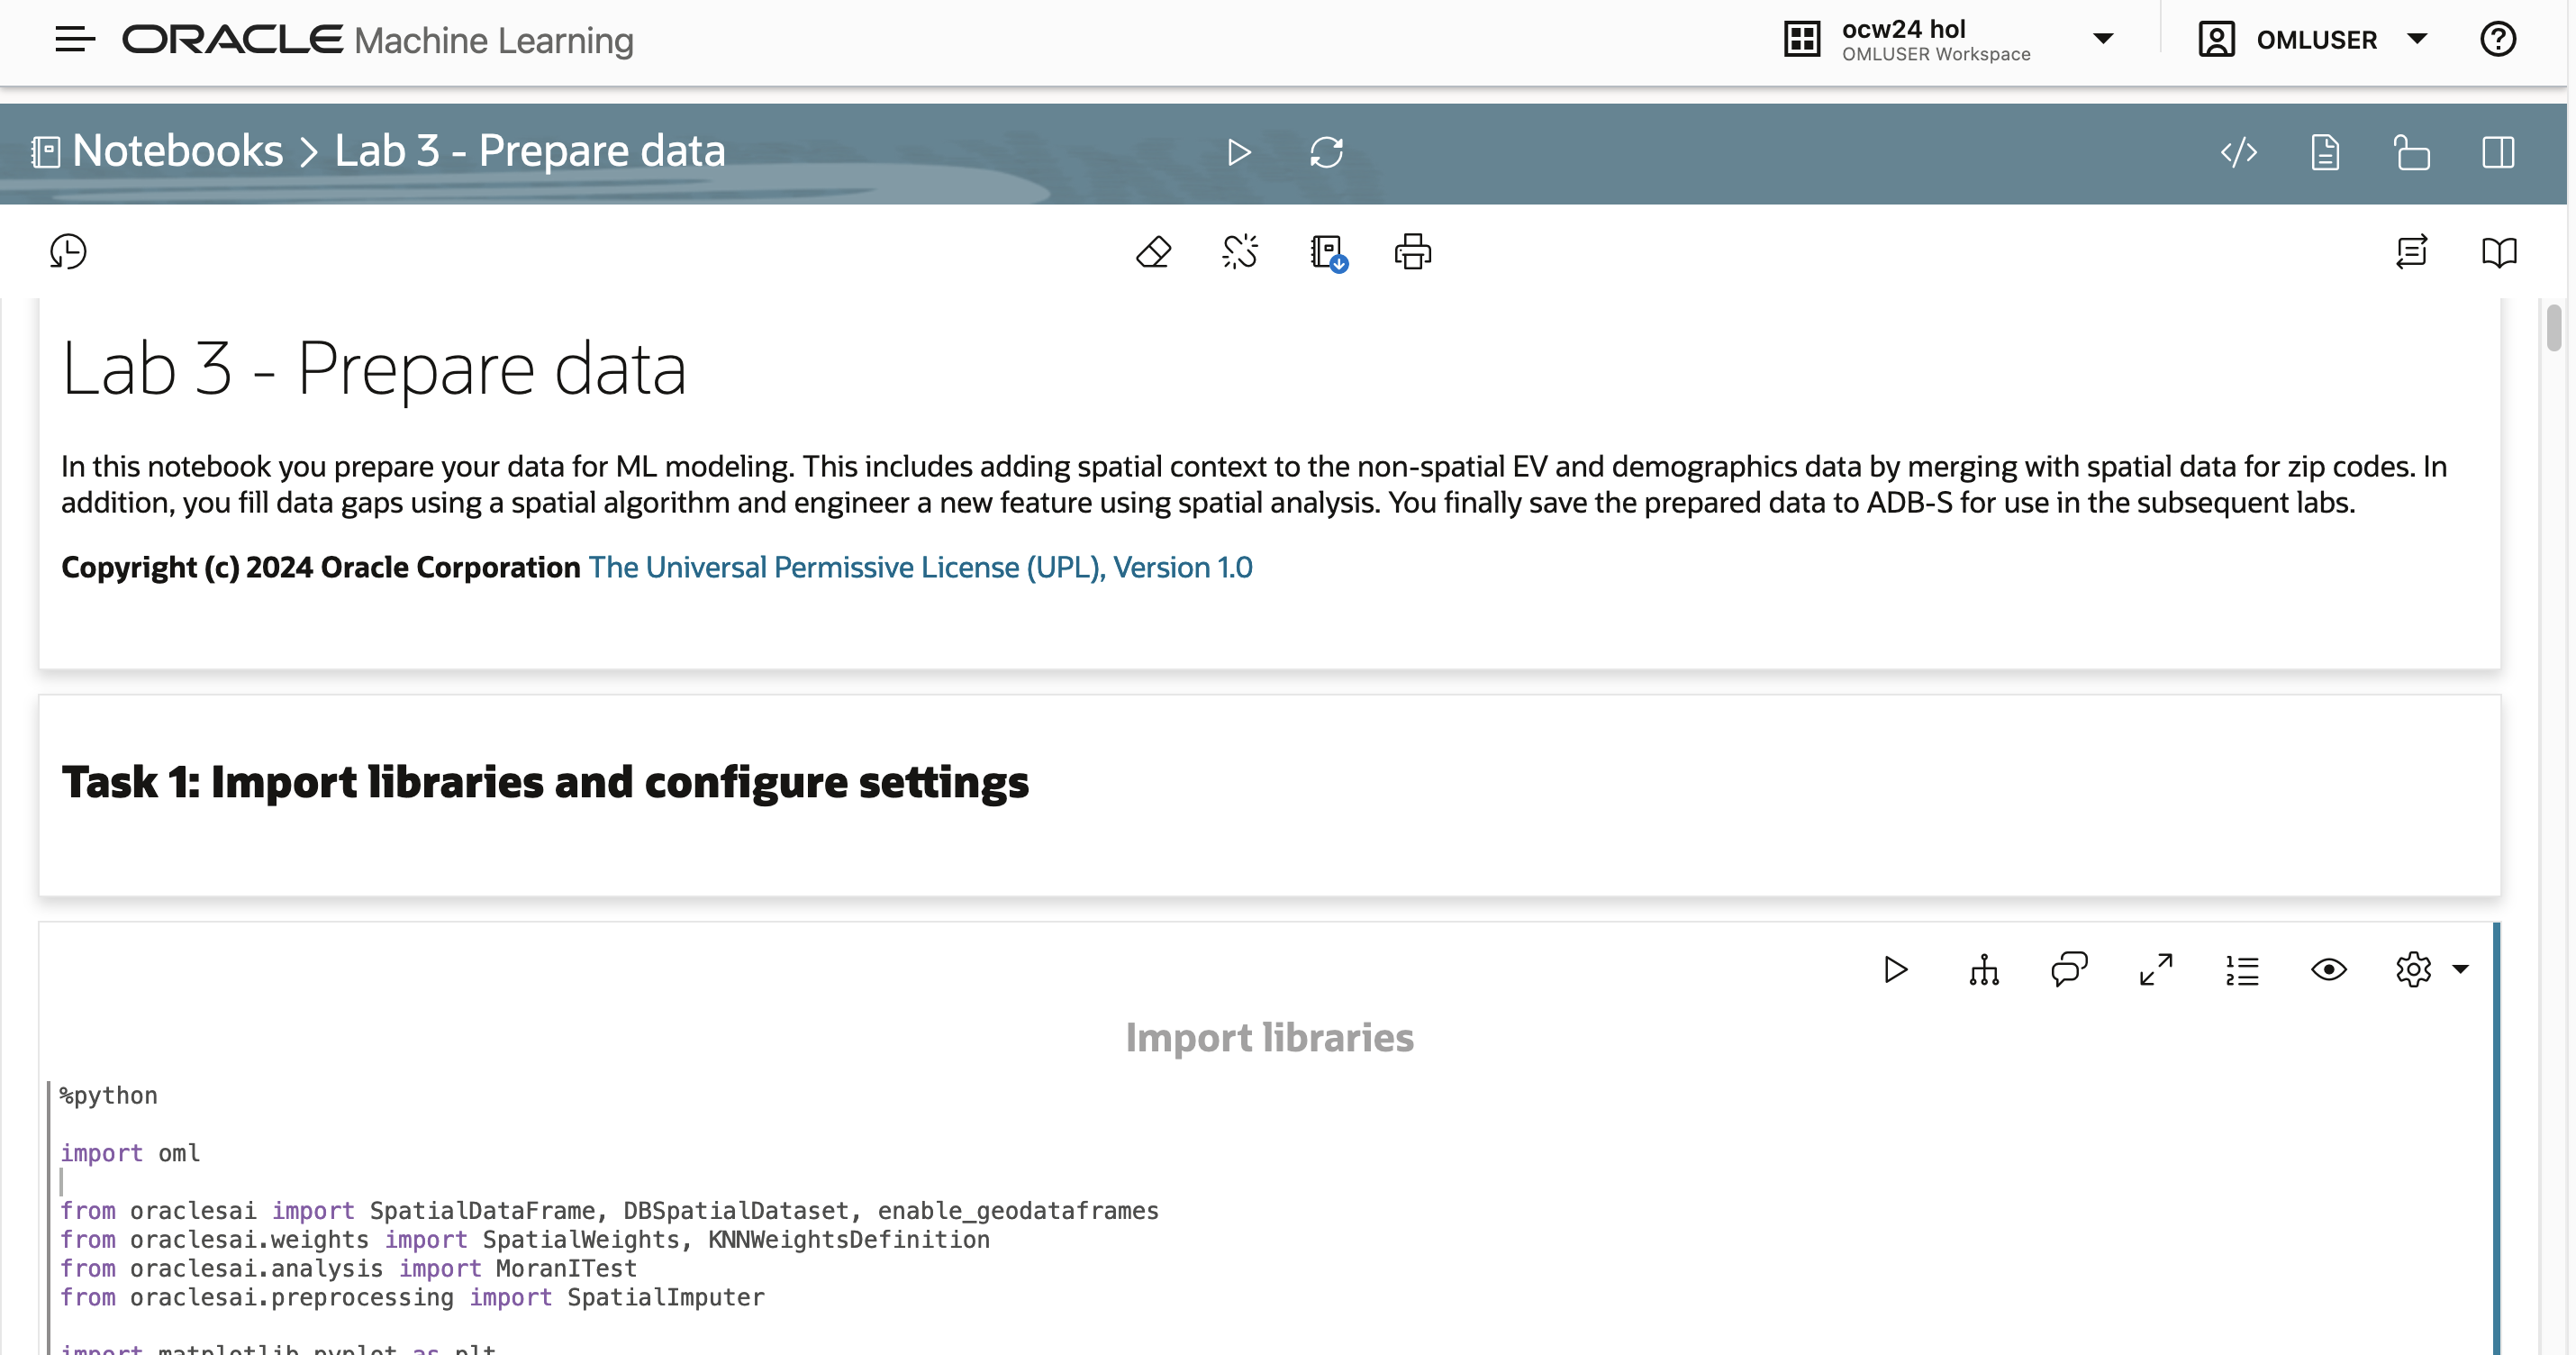 ORACLE Machine Learning
ocw24 hol
OMLUSER Workspace
OMLUSER
Notebooks > Lab 3 - Prepare data
Lab 3 - Prepare data
In this notebook you prepare your data for ML modeling. This includes adding spatial context to the non-spatial EV and demographics data by merging with spatial data for zip codes. In
addition, you fill data gaps using a spatial algorithm and engineer a new feature using spatial analysis. You finally save the prepared data to ADB-S for use in the subsequent labs.
Copyright (c) 2024 Oracle Corporation The Universal Permissive License (UPL), Version 1.0
Task 1: Import libraries and configure settings
Import libraries
%python
import oml
from oraclesai import SpatialDataFrame, DBSpatialDataset, enable_geodataframes
from oraclesai.weights import SpatialWeights, KNNWeightsDefinition
from oraclesai.analysis import MoranITest
from oraclesai.preprocessing import SpatialImputer
import matplotlib.pyplot as plt